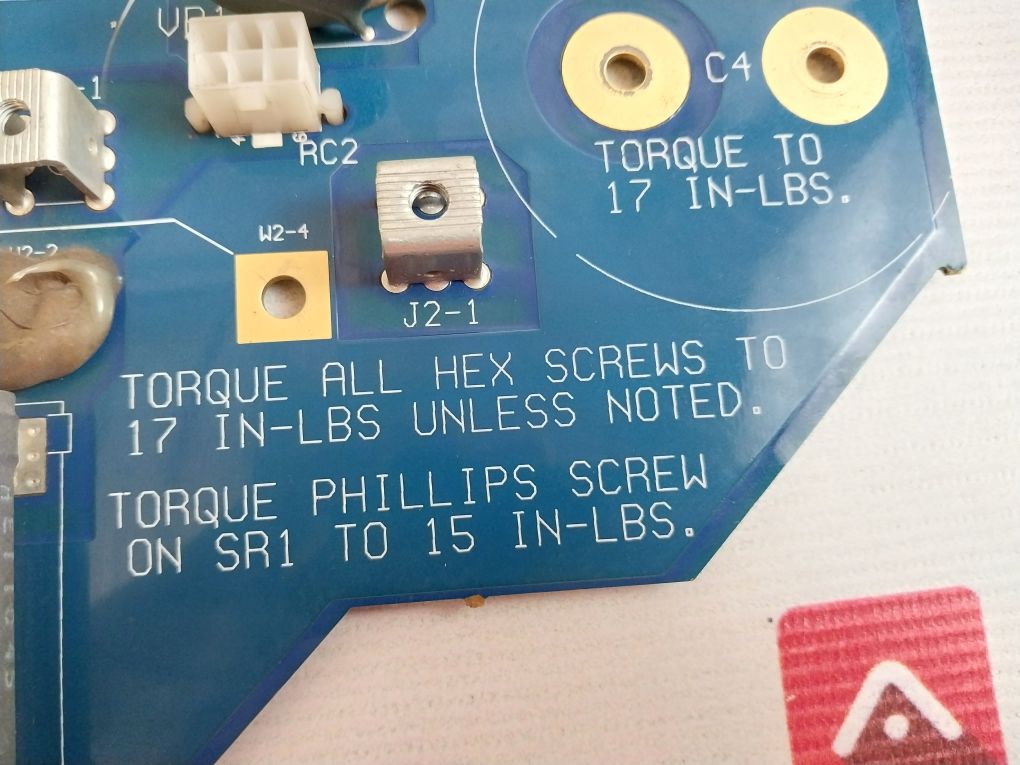 VR1
C4
-1
RC2
TORQUE TO
17 IN-LBS.
W2-4
J2-1
TORQUE ALL HEX SCREWS TO
17 IN-LBS UNLESS NOTED.
TORQUE PHILLIPS SCREW
ON SR1 TO 15 IN-LBS.